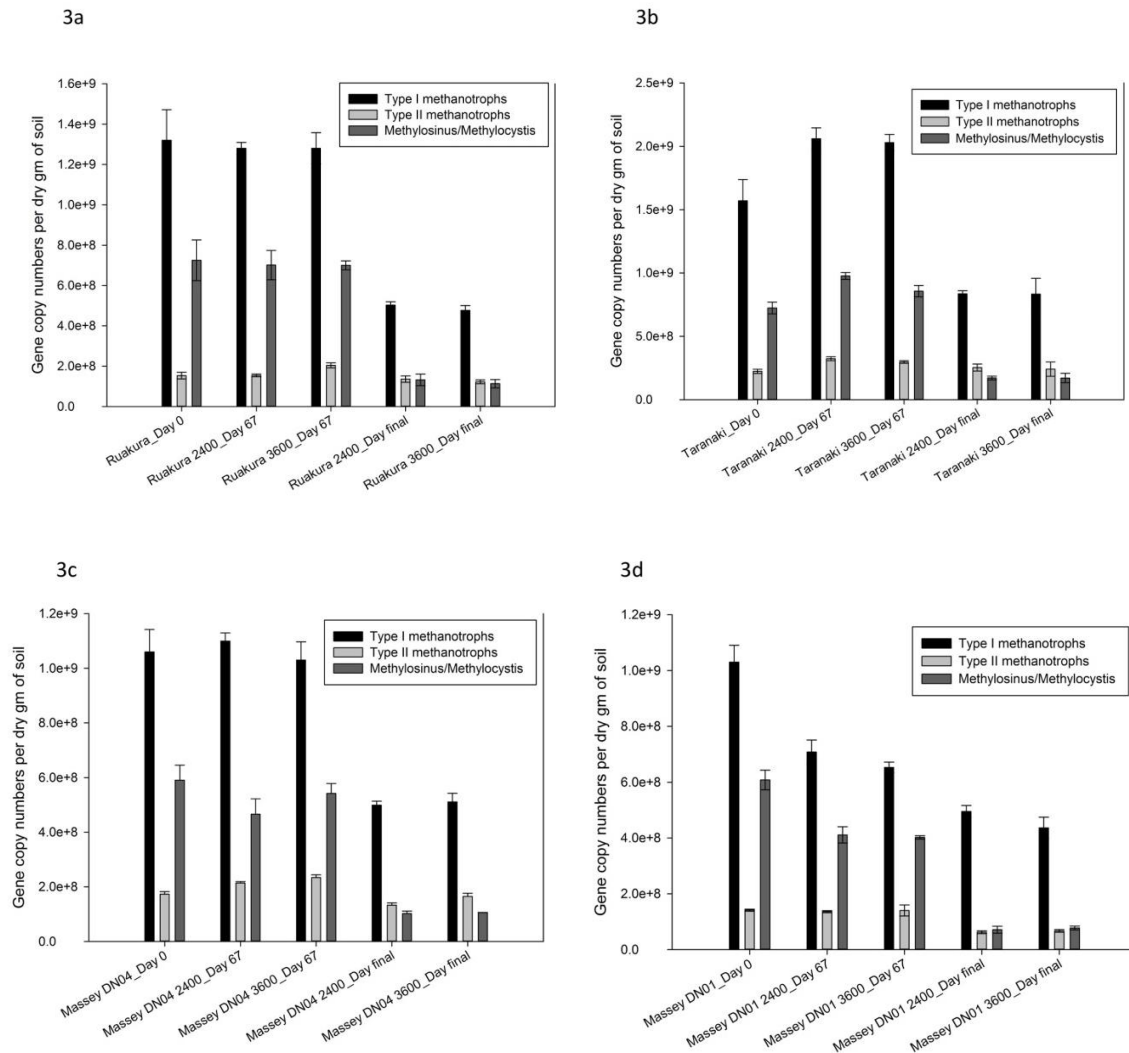 3a
Gene copy numbers per dry gm of soil
1.6e+9
1.4e+9
1.2e+9
1.0e+9
8.0e+8
6.0e+8
4.0e+8
2.0e+8
0.0
Type I methanotrophs
Type II methanotrophs
Methylosinus/Methylocystis
Ruakura_Day 0
Ruakura 2400_Day 67
Ruakura 3600_Day 67
Ruakura 2400_Day final
Ruakura 3600_Day final
3b
Gene copy numbers per dry gm of soil
2.5e+9
2.0e+9
1.5e+9
1.0e+9
5.0e+8
0.0
Type I methanotrophs
Type II methanotrophs
Methylosinus/Methylocystis
Taranaki_Day 0
Taranaki 2400_Day 67
Taranaki 3600_Day 67
Taranaki 2400_Day final
Taranaki 3600_Day final
3c
Gene copy numbers per dry gm of soil
1.2e+9
1.0e+9
8.0e+8
6.0e+8
4.0e+8
2.0e+8
0.0
Type I methanotrophs
Type II methanotrophs
Methylosinus/Methylocystis
Massey DN04_Day 0
Massey DN04 2400_Day 67
Massey DN04 3600_Day 67
Massey DN04 2400_Day final
Massey DN04 3600_Day final
3d
Gene copy numbers per dry gm of soil
1.2e+9
1.0e+9
8.0e+8
6.0e+8
4.0e+8
2.0e+8
0.0
Type I methanotrophs
Type II methanotrophs
Methylosinus/Methylocystis
Massey DN01_Day 0
Massey DN01 2400_Day 67
Massey DN01 3600_Day 67
Massey DN01 2400_Day final
Massey DN01 3600_Day final